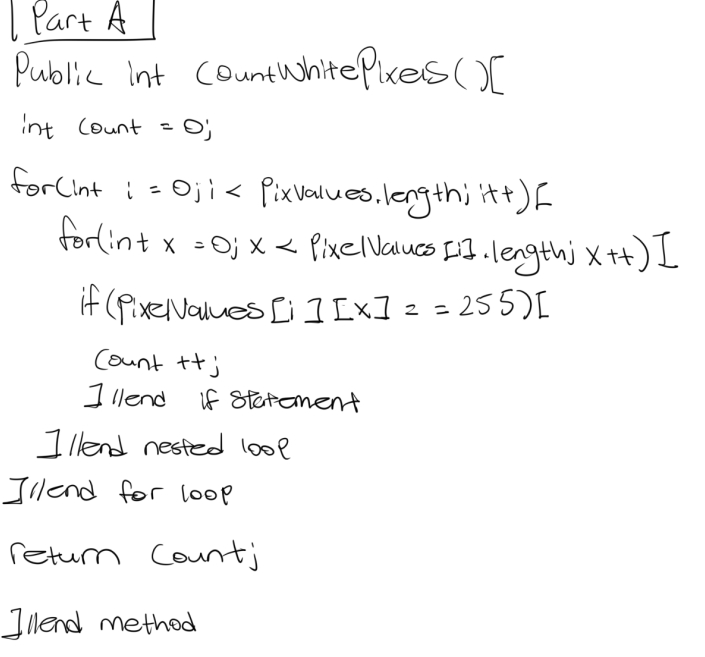 Part A
Public int CountWhitePixels()[
int Count = 0;
for(int i = 0; i < Pixvalues.length; i++)[
for(int x = 0; x < PixelValues[i].length; x++)[
if(PixelValues[i][x] == 255)[
Count ++;
]//end if Statement
]//end nested loop
]//end for loop
return Count;
]//end method